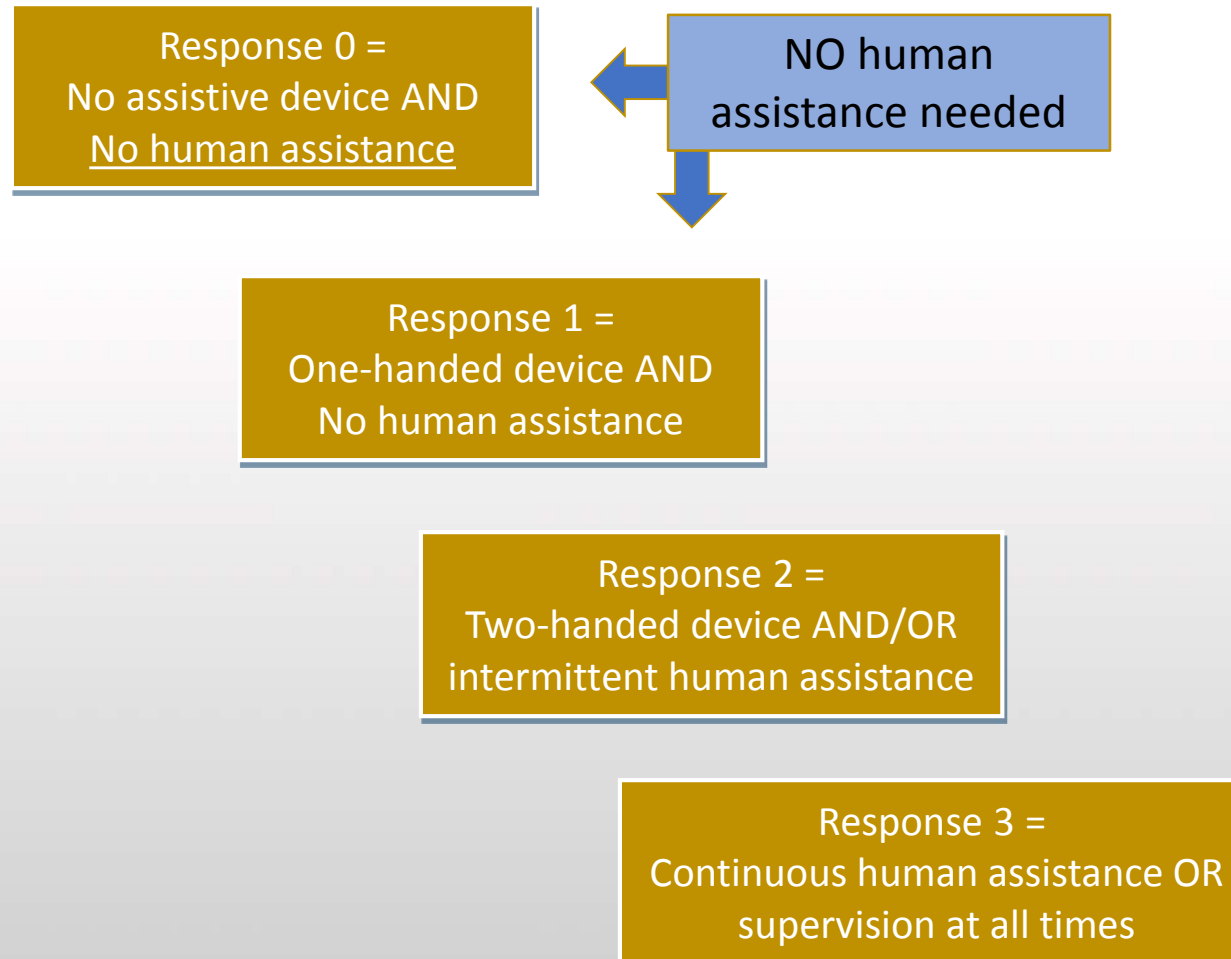 Response 0 =
No assistive device AND
No human assistance
NO human
assistance needed
Response 1 =
One-handed device AND
No human assistance
Response 2 =
Two-handed device AND/OR
intermittent human assistance
Response 3 =
Continuous human assistance OR
supervision at all times